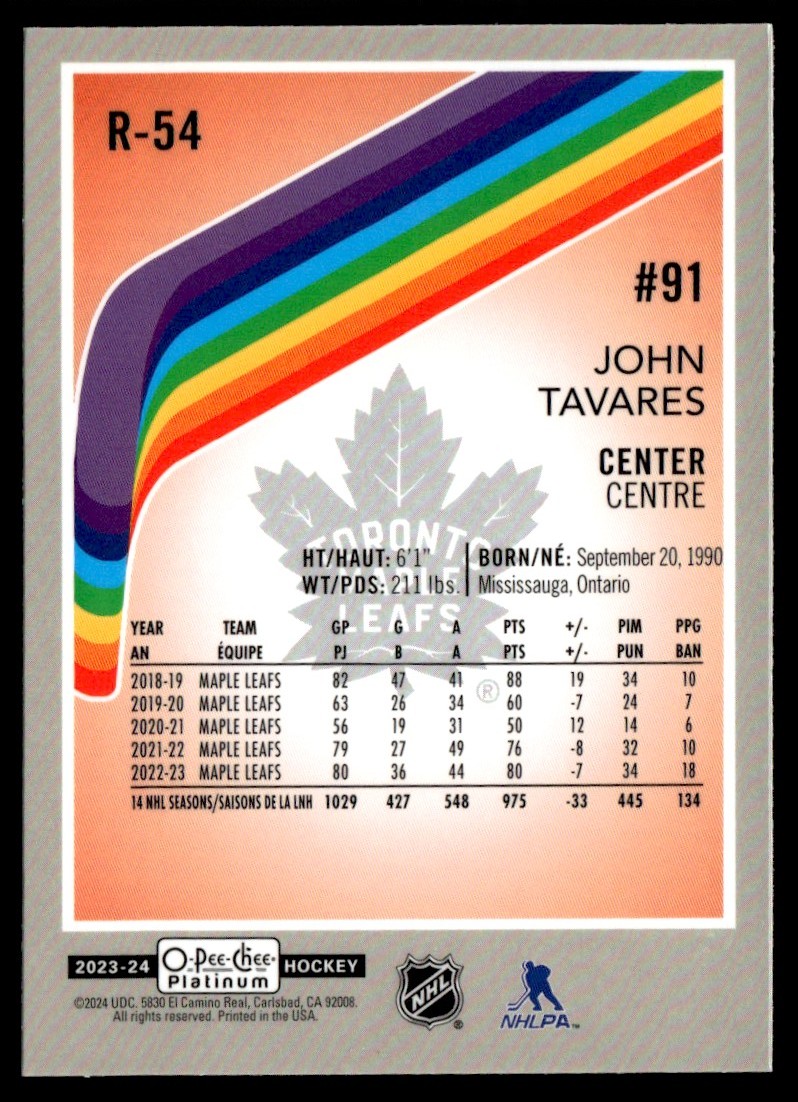 R-54
#91
JOHN
TAVARES
CENTER
CENTRE
TORONTO
MAPLE
LEAFS
HT/HAUT: 6'1" | BORN/NÉ: September 20, 1990
WT/PDS: 211 lbs. | Mississauga, Ontario
YEAR TEAM GP G A PTS +/- PIM PPG
AN ÉQUIPE PJ B A PTS +/- PUN BAN
2018-19 MAPLE LEAFS 82 47 41 88 19 34 10
2019-20 MAPLE LEAFS 63 26 34 60 -7 24 7
2020-21 MAPLE LEAFS 56 19 31 50 12 14 6
2021-22 MAPLE LEAFS 79 27 49 76 -8 32 10
2022-23 MAPLE LEAFS 80 36 44 80 -7 34 18
14 NHL SEASONS/SAISONS DE LA LNH 1029 427 548 975 -33 445 134
®
2023-24 O-Pee-Chee® Platinum HOCKEY
©2024 UDC. 5830 El Camino Real, Carlsbad, CA 92008.
All rights reserved. Printed in the USA.
NHL ®
NHLPA™